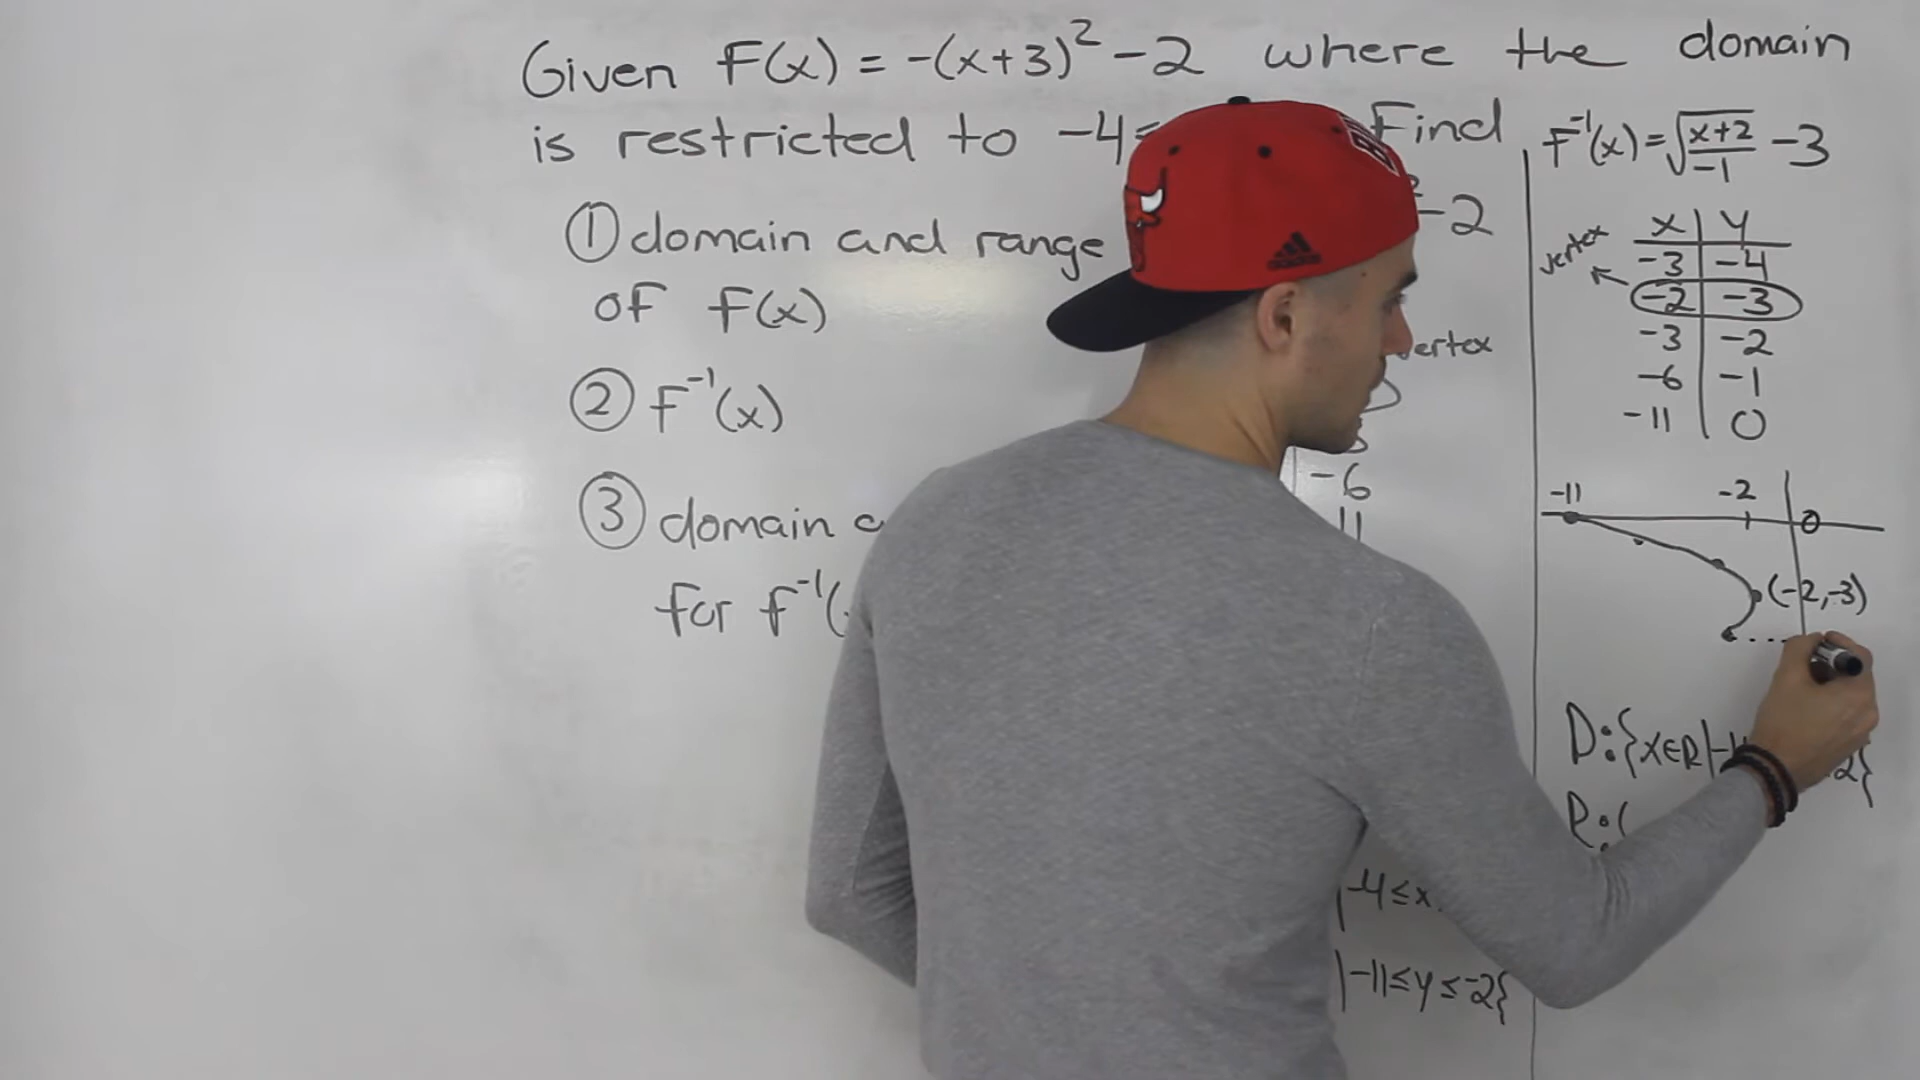 Given F(x) = -(x+3)² - 2 where the domain
is restricted to -4≤ Find
① domain and range
of F(x)
② F⁻¹(x)
③ domain
for f⁻¹(
² - 2
vertex
-6
-11
-4≤x
|-11≤y≤-2}
F⁻¹(x) = √((x+2)/-1) - 3
x | y
-3 | -4
vertex
-2 | -3
-3 | -2
-6 | -1
-11 | 0
-11 -2 0
(-2,-3)
D:{x∈R|-1 -2}
R:{